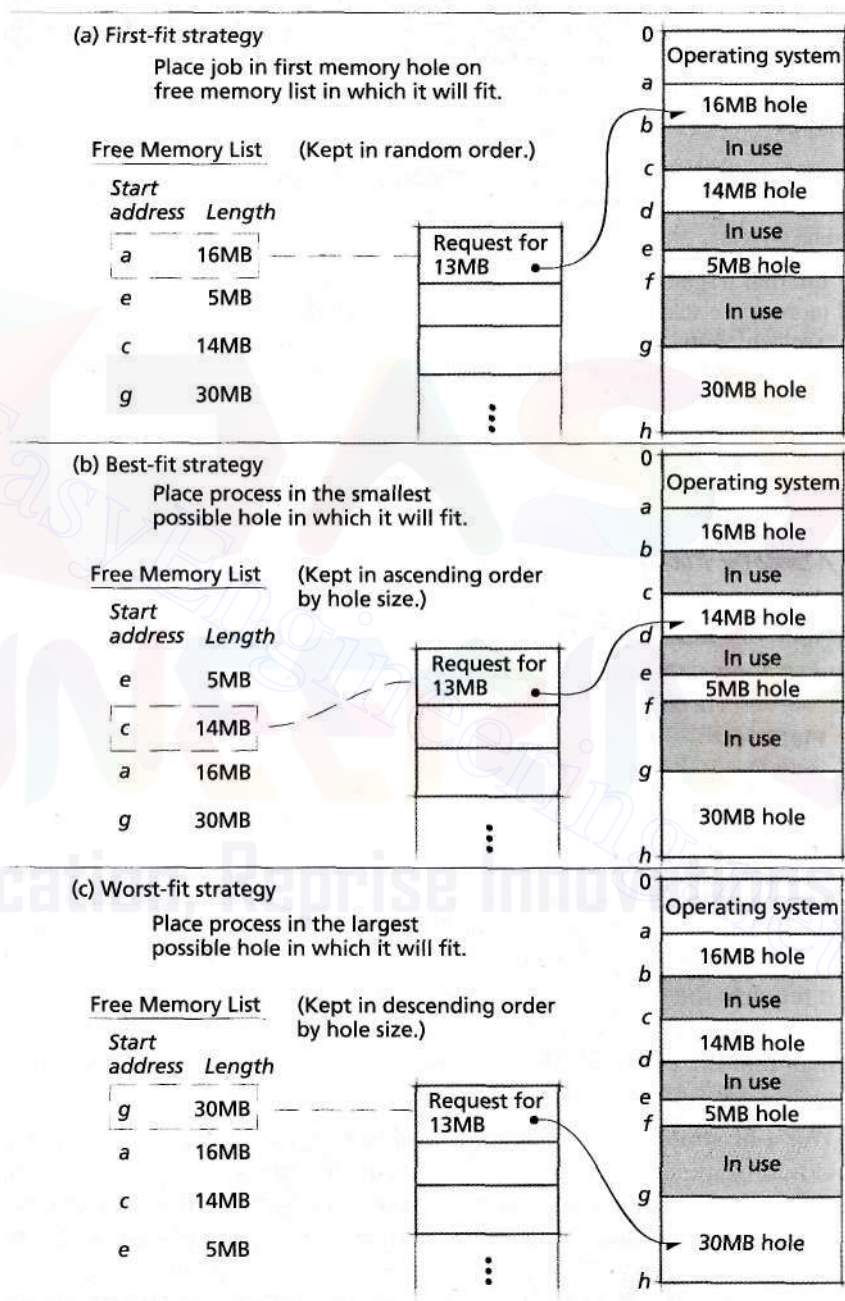 (a) First-fit strategy
Place job in first memory hole on
free memory list in which it will fit.
Free Memory List (Kept in random order.)
Start
address Length
a 16MB
e 5MB
c 14MB
g 30MB
Request for
13MB
0
Operating system
a
16MB hole
b
In use
c
14MB hole
d
In use
e
5MB hole
f
In use
g
30MB hole
h
(b) Best-fit strategy
Place process in the smallest
possible hole in which it will fit.
Free Memory List (Kept in ascending order
by hole size.)
Start
address Length
e 5MB
c 14MB
a 16MB
g 30MB
Request for
13MB
0
Operating system
a
16MB hole
b
In use
c
14MB hole
d
In use
e
5MB hole
f
In use
g
30MB hole
h
(c) Worst-fit strategy
Place process in the largest
possible hole in which it will fit.
Free Memory List (Kept in descending order
by hole size.)
Start
address Length
g 30MB
a 16MB
c 14MB
e 5MB
Request for
13MB
0
Operating system
a
16MB hole
b
In use
c
14MB hole
d
In use
e
5MB hole
f
In use
g
30MB hole
h
cation, Reprise Innovations